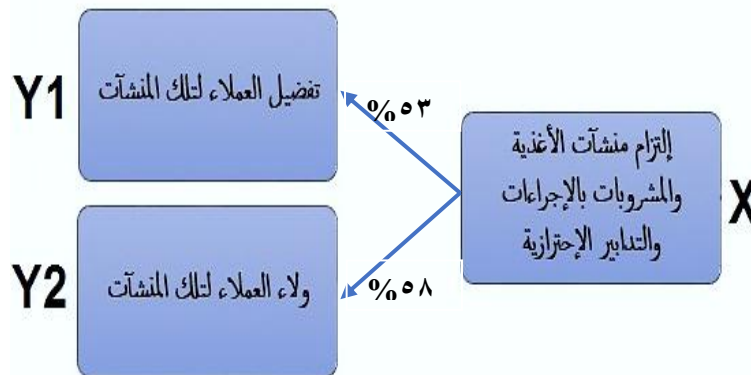 X
إلتزام منشآت الأغذية
والمشروبات بالإجراءات
والتدابير الإحترازية
%٥٣
%٥٨
Y1
تفضيل العملاء لتلك المنشآت
Y2
ولاء العملاء لتلك المنشآت